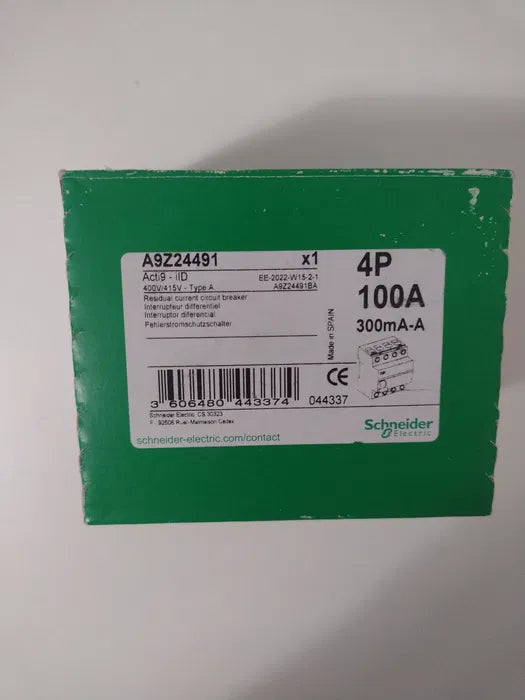 A9Z24491 x1
Acti9 - iID EE-2022-W15-2-1
400V/415V - Type A A9Z24491BA
Residual current circuit breaker
Interrupteur differentiel
Interruptor diferencial
Fehlerstromschutzschalter
4P
100A
300mA-A
Made in SPAIN
CE
3 606480 443374 044337
Schneider Electric, CS 30323
F - 92506 Rueil-Malmaison Cedex
schneider-electric.com/contact
Schneider
Electric